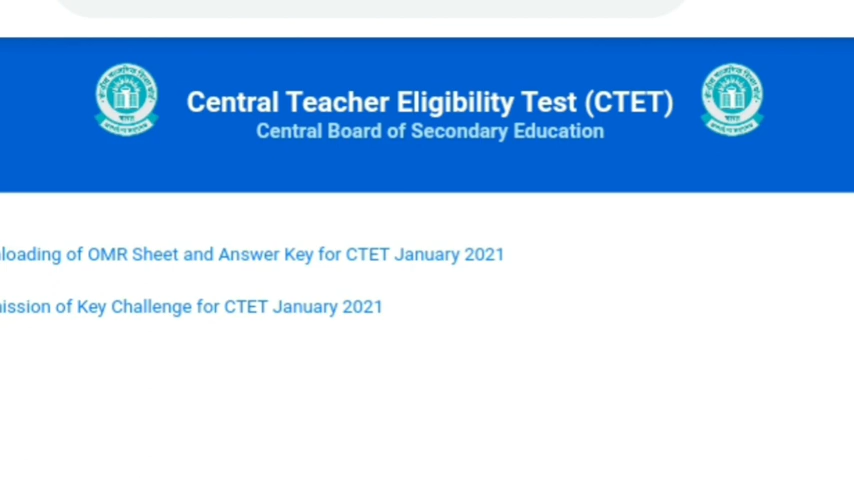 Central Teacher Eligibility Test (CTET)
Central Board of Secondary Education
loading of OMR Sheet and Answer Key for CTET January 2021
ission of Key Challenge for CTET January 2021